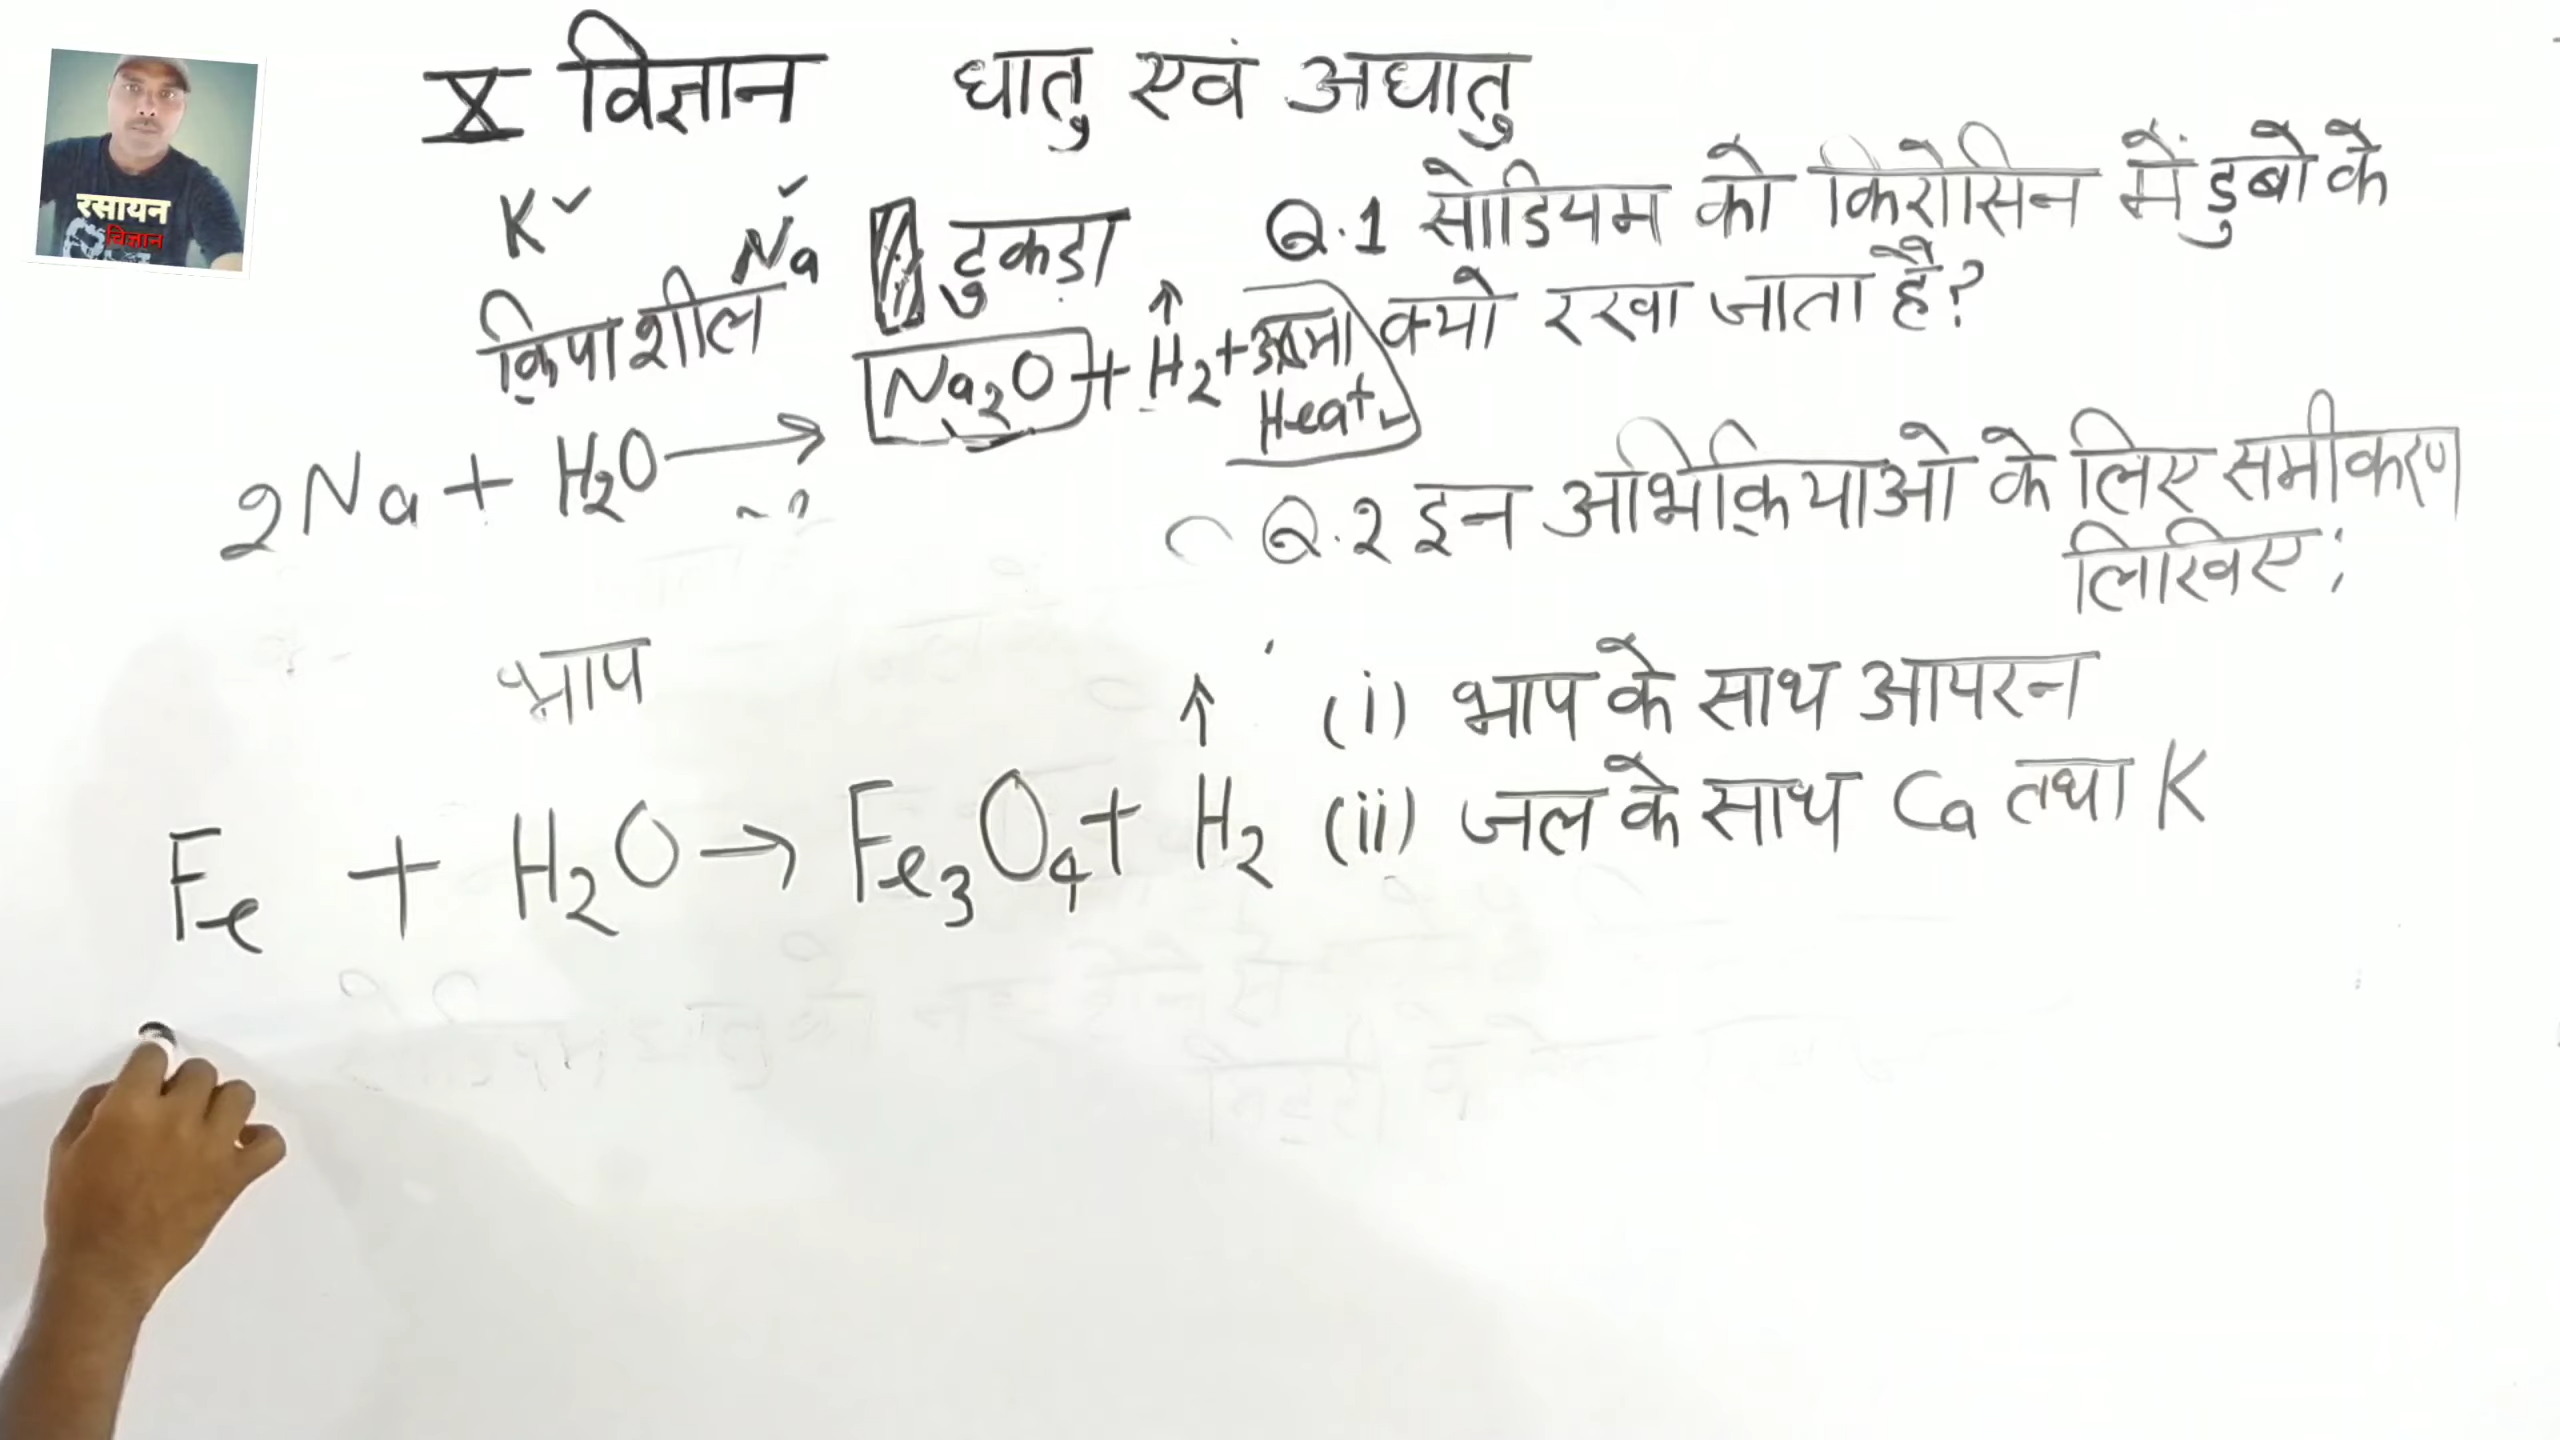 X विज्ञान धातु एवं अधातु
रसायन
विज्ञान
K✓ Na✓ टुकडा
Q.1 सोडियम को किरोसिन में डुबो के
क्यो रखा जाता है?
क्रियाशील
2Na + H₂O → Na₂O + H₂↑ + ऊष्मा
Heat
Q.2 इन अभिक्रियाओ के लिए समीकरण
लिखिए;
भाप
(i) भाप के साथ आयरन
(ii) जल के साथ Ca तथा K
Fe + H₂O → Fe₃O₄ + H₂↑